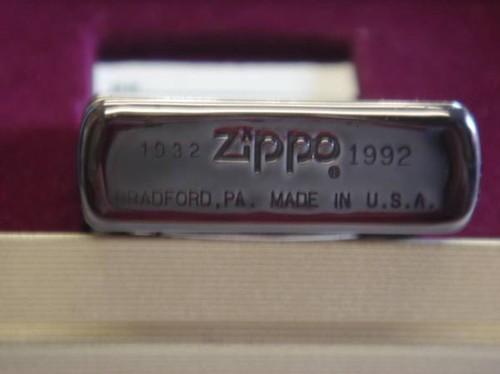 1932 Zippo® 1992
BRADFORD, PA. MADE IN U.S.A.